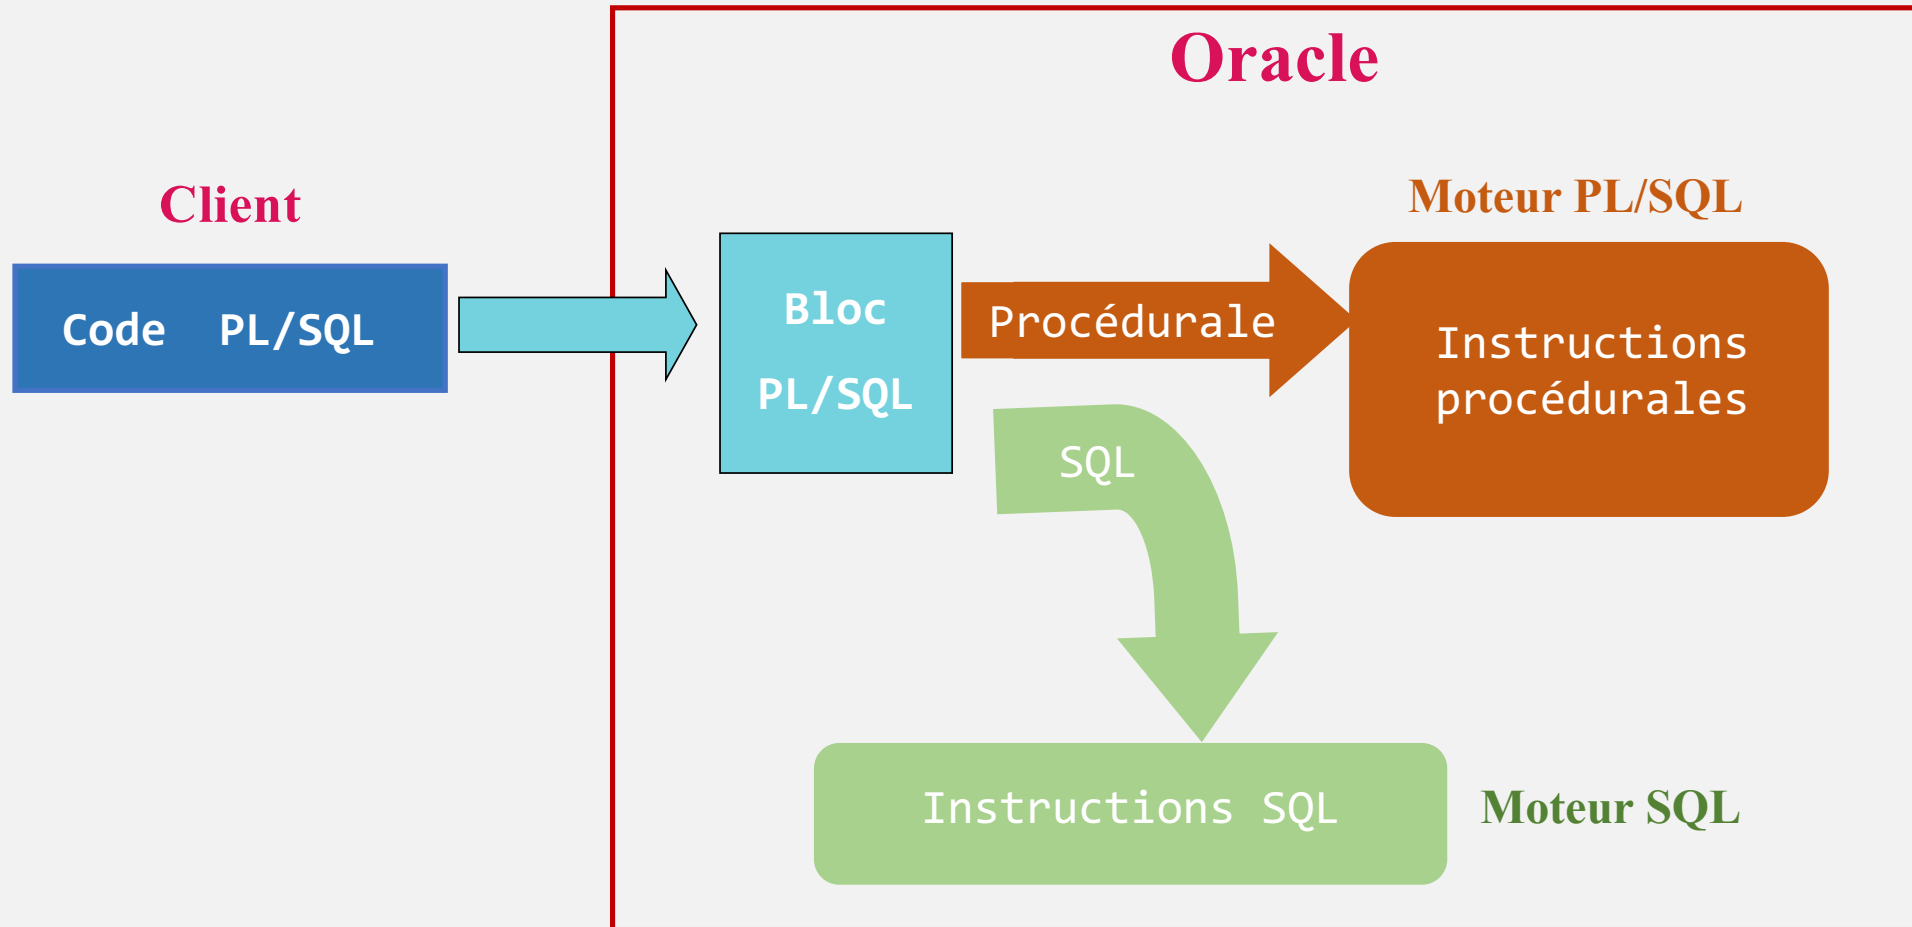 Oracle
Client
Moteur PL/SQL
Code PL/SQL
Bloc
PL/SQL
Procédurale
Instructions
procédurales
SQL
Instructions SQL
Moteur SQL